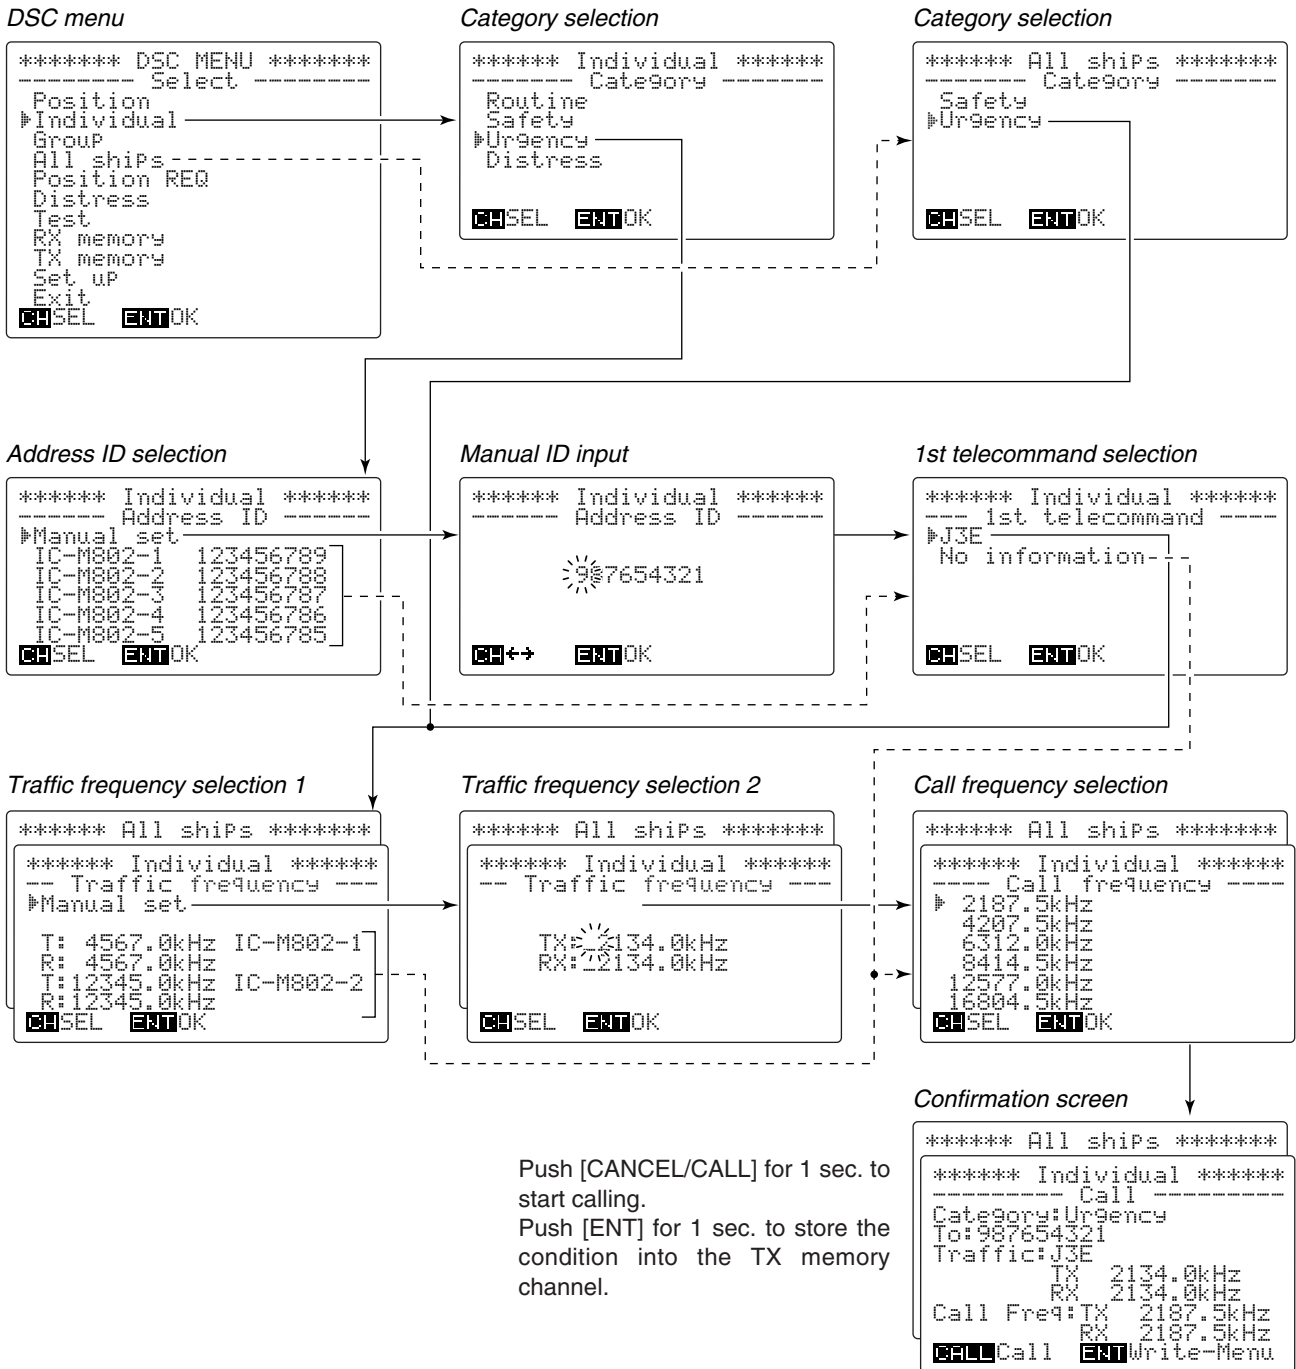 DSC menu
******* DSC MENU *******
-------- Select --------
Position
Individual
Group
All ships
Position REQ
Distress
Test
RX memory
TX memory
Set up
Exit
CH SEL ENT OK
Category selection
****** Individual ******
------- Category -------
Routine
Safety
Urgency
Distress
CH SEL ENT OK
Category selection
****** All ships *******
------- Category -------
Safety
Urgency
CH SEL ENT OK
Address ID selection
****** Individual ******
------ Address ID ------
Manual set
IC-M802-1 123456789
IC-M802-2 123456788
IC-M802-3 123456787
IC-M802-4 123456786
IC-M802-5 123456785
CH SEL ENT OK
Manual ID input
****** Individual ******
------ Address ID ------
987654321
CH ←→ ENT OK
1st telecommand selection
****** Individual ******
--- 1st telecommand ----
J3E
No information
CH SEL ENT OK
Traffic frequency selection 1
****** All ships *******
****** Individual ******
-- Traffic frequency ---
Manual set
T: 4567.0kHz IC-M802-1
R: 4567.0kHz
T:12345.0kHz IC-M802-2
R:12345.0kHz
CH SEL ENT OK
Traffic frequency selection 2
****** All ships *******
****** Individual ******
-- Traffic frequency ---
TX:_2134.0kHz
RX:_2134.0kHz
CH SEL ENT OK
Call frequency selection
****** All ships *******
****** Individual ******
---- Call frequency ----
2187.5kHz
4207.5kHz
6312.0kHz
8414.5kHz
12577.0kHz
16804.5kHz
CH SEL ENT OK
Confirmation screen
****** All ships *******
****** Individual ******
--------- Call ---------
Category:Urgency
To:987654321
Traffic:J3E
TX 2134.0kHz
RX 2134.0kHz
Call Freq:TX 2187.5kHz
RX 2187.5kHz
CALL Call ENT Write-Menu
Push [CANCEL/CALL] for 1 sec. to
start calling.
Push [ENT] for 1 sec. to store the
condition into the TX memory
channel.